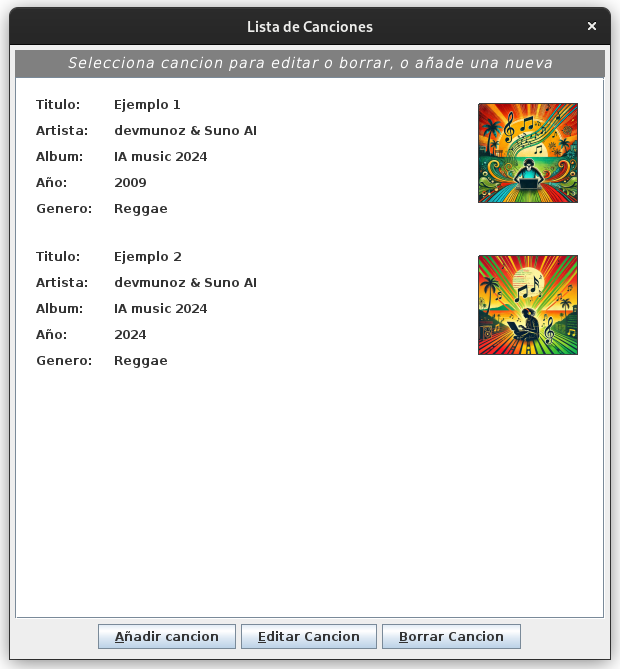 Lista de Canciones
×
Selecciona cancion para editar o borrar, o añade una nueva
Titulo: Ejemplo 1
Artista: devmunoz & Suno AI
Album: IA music 2024
Año: 2009
Genero: Reggae
Titulo: Ejemplo 2
Artista: devmunoz & Suno AI
Album: IA music 2024
Año: 2024
Genero: Reggae
Añadir cancion Editar Cancion Borrar Cancion